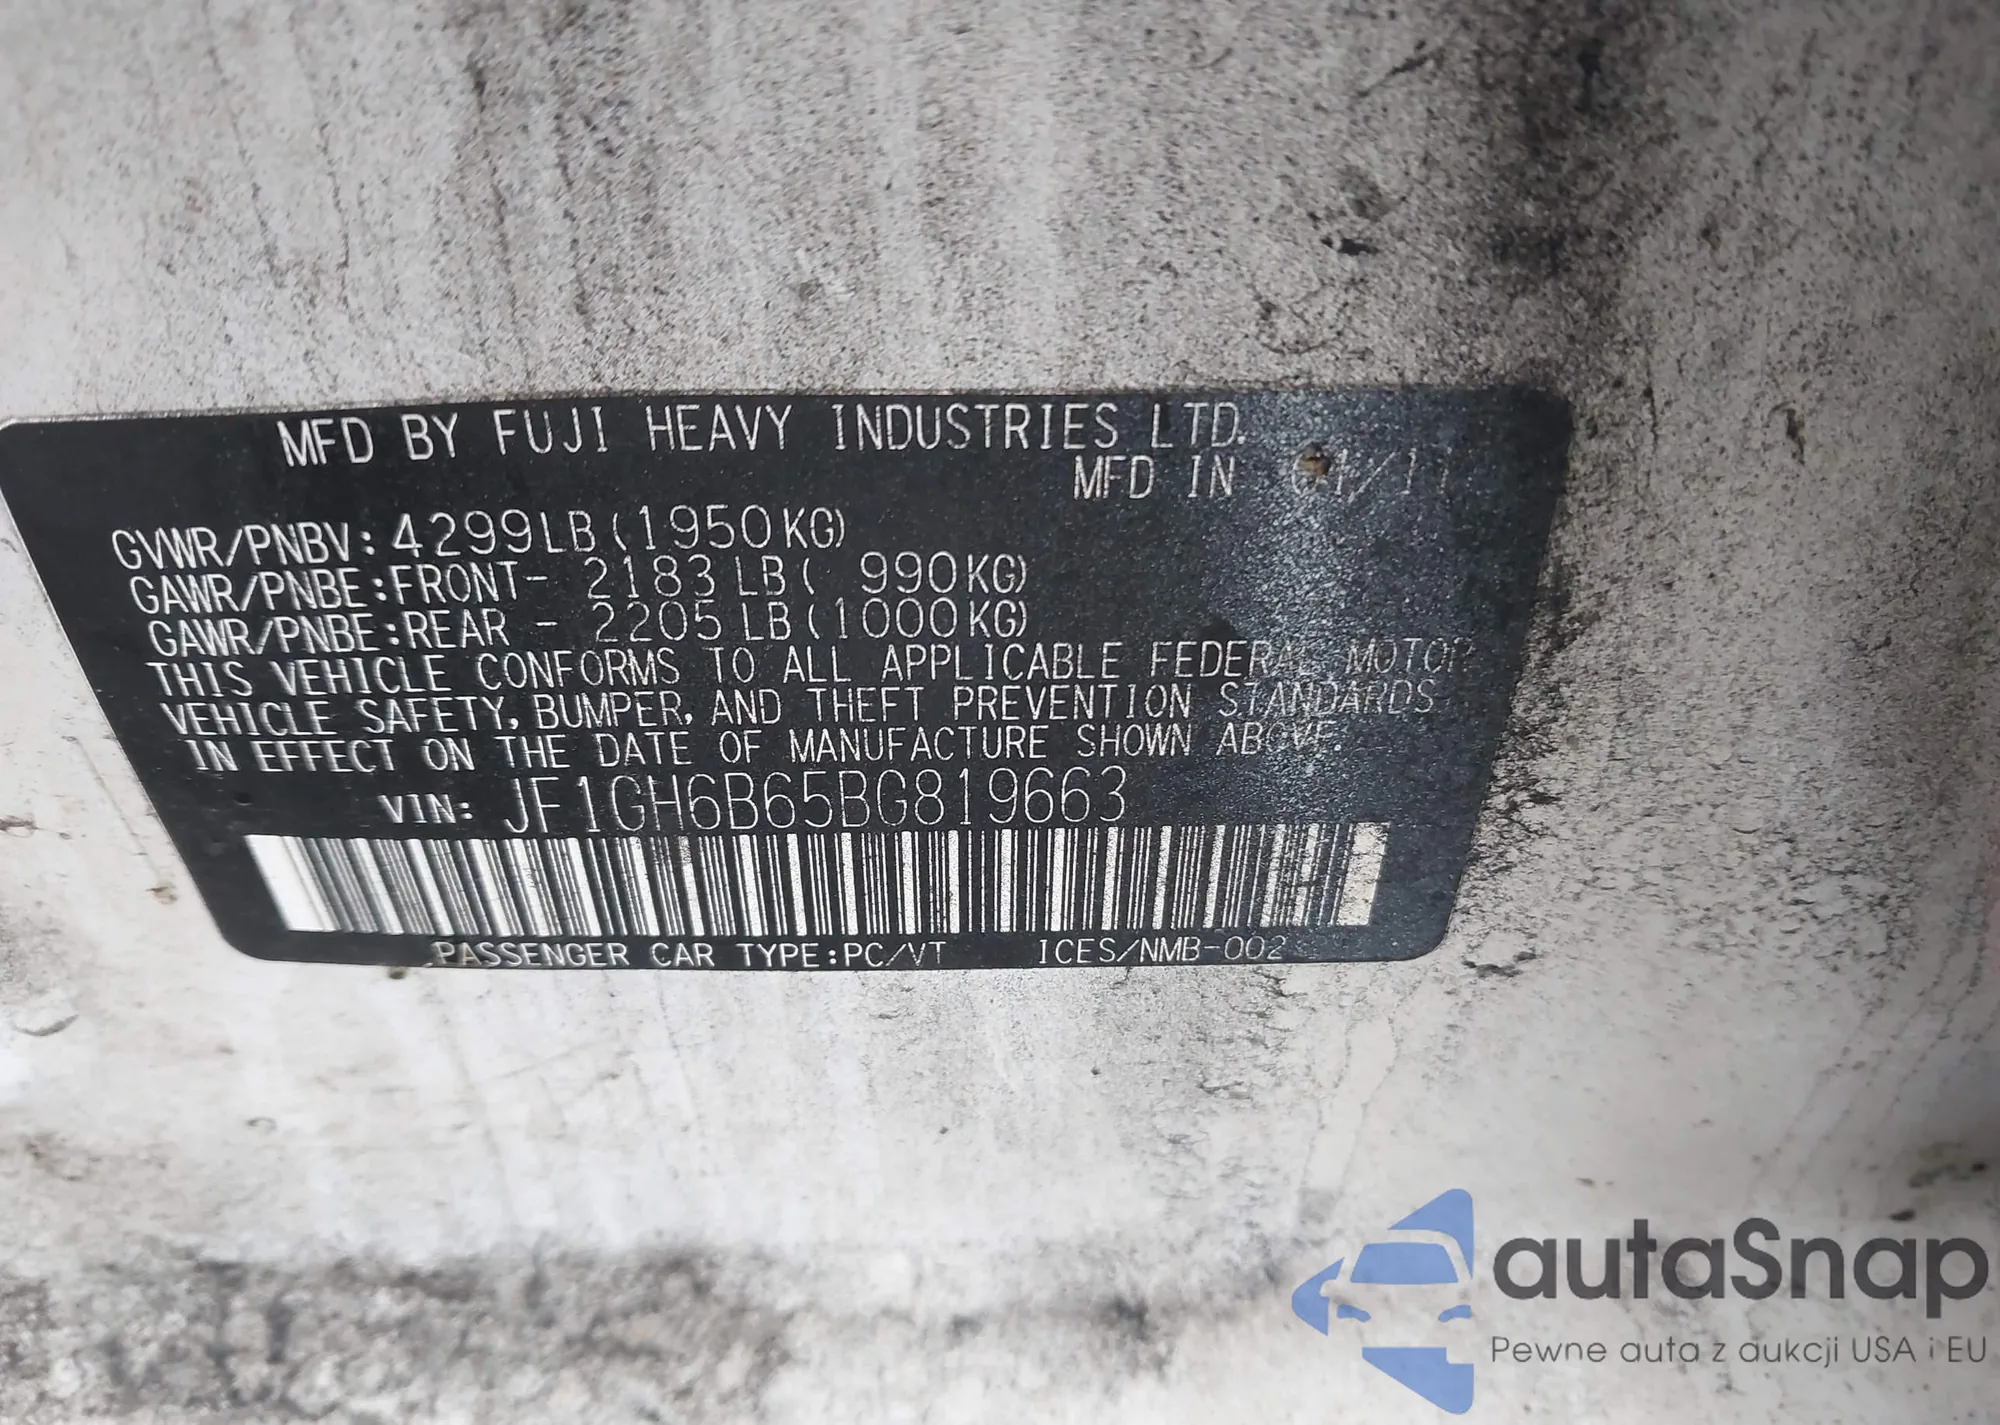 MFD BY FUJI HEAVY INDUSTRIES LTD.
MFD IN 01/11
GVWR/PNBV:4299LB(1950KG)
GAWR/PNBE:FRONT- 2183LB( 990KG)
GAWR/PNBE:REAR - 2205LB(1000KG)
THIS VEHICLE CONFORMS TO ALL APPLICABLE FEDERAL MOTOR
VEHICLE SAFETY, BUMPER, AND THEFT PREVENTION STANDARDS
IN EFFECT ON THE DATE OF MANUFACTURE SHOWN ABOVE.
VIN: JF1GH6B65BG819663
PASSENGER CAR TYPE:PC/VT ICES/NMB-002
autaSnap
Pewne auta z aukcji USA i EU